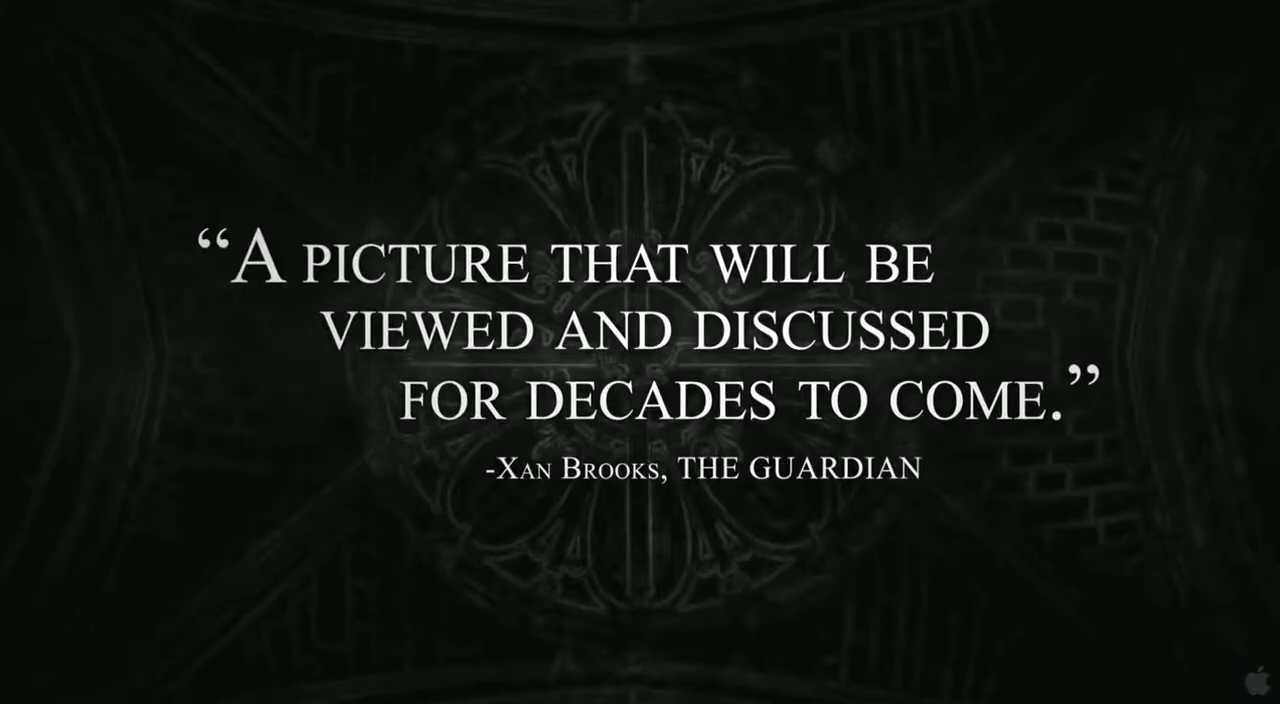 “A PICTURE THAT WILL BE
VIEWED AND DISCUSSED
FOR DECADES TO COME.”
-XAN BROOKS, THE GUARDIAN